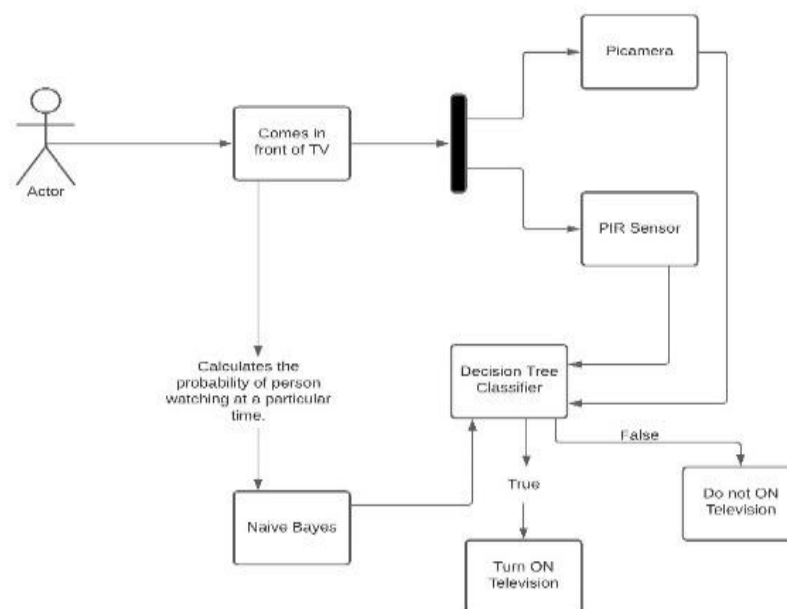 Picamera
Comes in
front of TV
Actor
PIR Sensor
Calculates the
probability of person
watching at a particular
time.
Decision Tree
Classifier
False
True
Do not ON
Television
Naive Bayes
Turn ON
Television